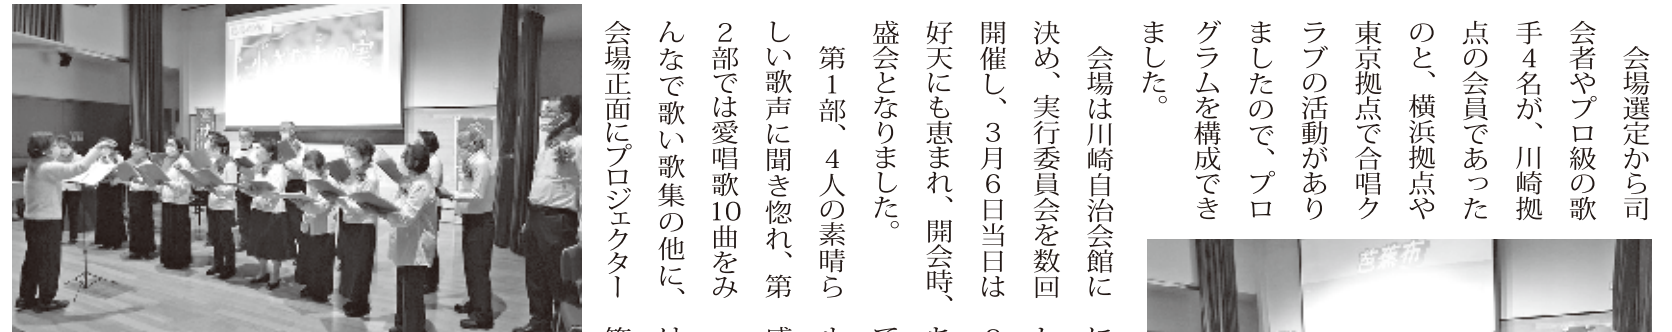 会場選定から司
会者やプロ級の歌
手4名が、川崎拠
点の会員であった
のと、横浜拠点や
東京拠点で合唱ク
ラブの活動があり
ましたので、プロ
グラムを構成でき
ました。
会場は川崎自治会館に
決め、実行委員会を数回
開催し、3月6日当日は
好天にも恵まれ、開会時、
盛会となりました。
第1部、4人の素晴ら
しい歌声に聞き惚れ、第
2部では愛唱歌10曲をみ
んなで歌い歌集の他に、
会場正面にプロジェクター
芭蕉布